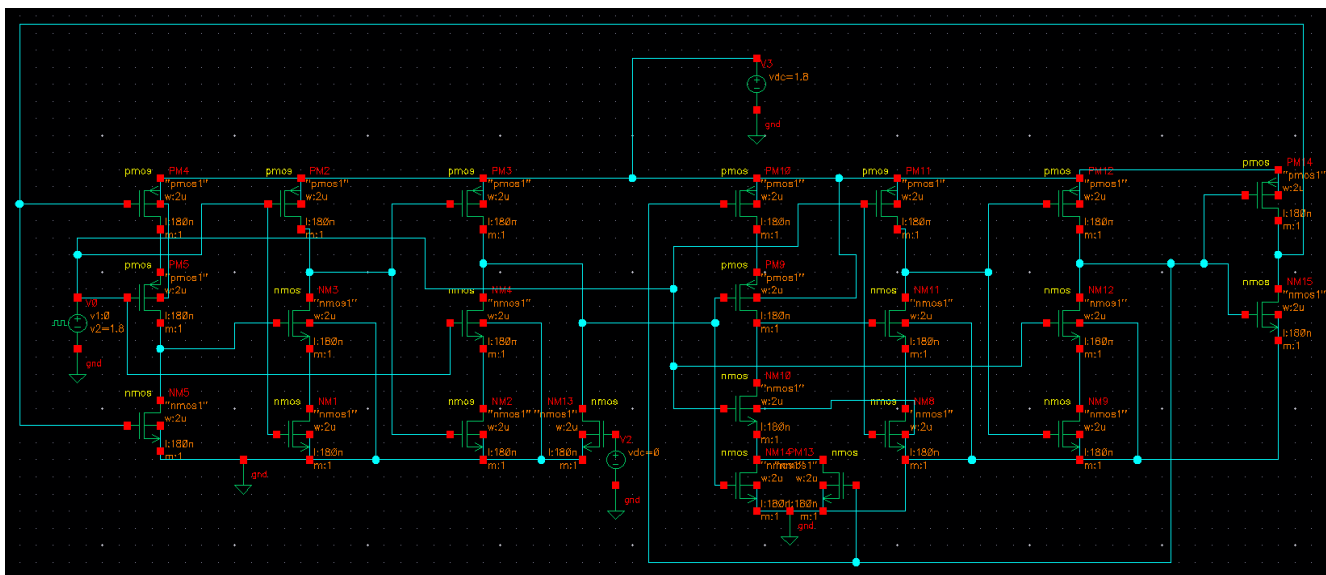 V3
vdc=1.8
gnd
pmos
PM4
"pmos1"
w:2u
l:180n
m:1
pmos
PM2
"pmos1"
w:2u
l:180n
m:1
pmos
PM3
"pmos1"
w:2u
l:180n
m:1
pmos
PM10
"pmos1"
w:2u
l:180n
m:1
pmos
PM11
"pmos1"
w:2u
l:180n
m:1
pmos
PM12
"pmos1"
w:2u
l:180n
m:1
pmos
PM14
"pmos1"
w:2u
l:180n
m:1
V0
v1:0
v2=1.8
gnd
pmos
PM5
"pmos1"
w:2u
l:180n
m:1
nmos
NM3
"nmos1"
w:2u
l:180n
m:1
nmos
NM4
"nmos1"
w:2u
l:180n
m:1
pmos
PM9
"pmos1"
w:2u
l:180n
m:1
nmos
NM11
"nmos1"
w:2u
l:180n
m:1
nmos
NM12
"nmos1"
w:2u
l:180n
m:1
nmos
NM15
"nmos1"
w:2u
l:180n
m:1
nmos
NM5
"nmos1"
w:2u
l:180n
m:1
gnd
nmos
NM1
"nmos1"
w:2u
l:180n
m:1
nmos
NM2
"nmos1"
w:2u
l:180n
m:1
nmos
NM13
"nmos1"
w:2u
l:180n
m:1
V2
vdc=0
gnd
nmos
NM10
"nmos1"
w:2u
l:180n
nmos
NM8
"nmos1"
w:2u
l:180n
m:1
nmos
NM9
"nmos1"
w:2u
l:180n
m:1
nmos
NM14
w:2u
m:1
nmos
PM13
w:2u
l:180n
m:1
gnd